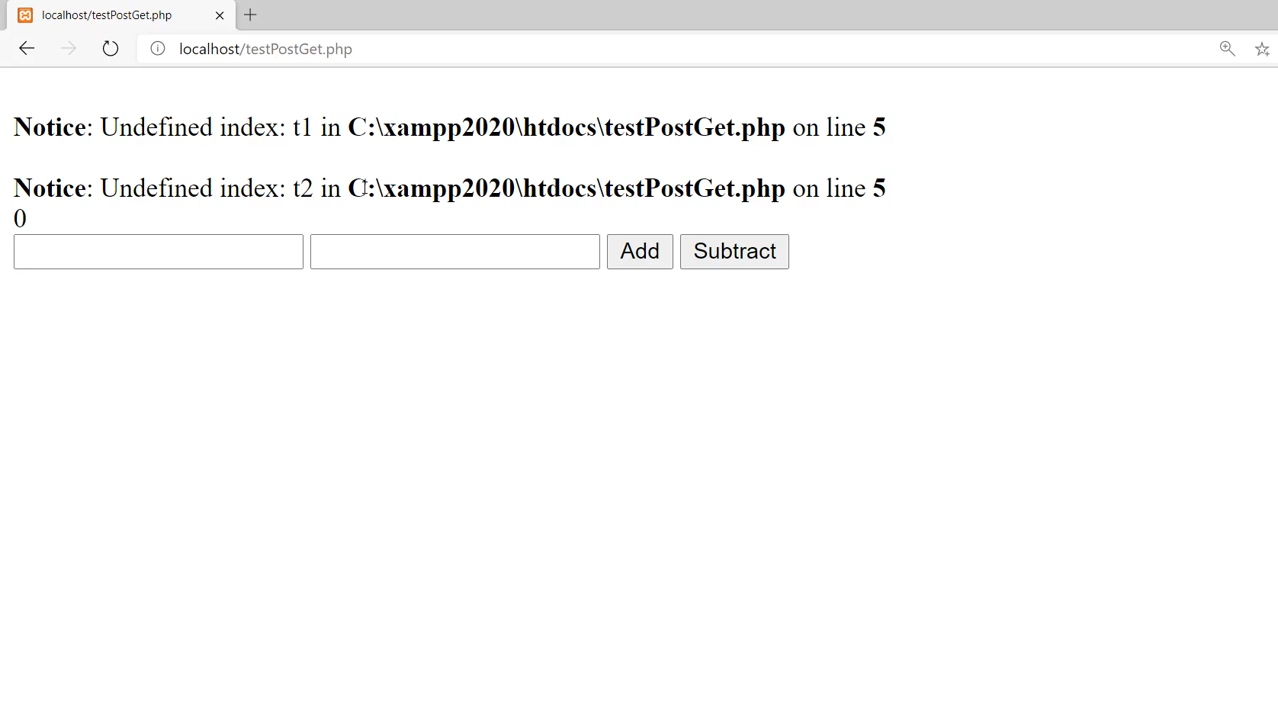 localhost/testPostGet.php
localhost/testPostGet.php
Notice: Undefined index: t1 in C:\xampp2020\htdocs\testPostGet.php on line 5
Notice: Undefined index: t2 in C:\xampp2020\htdocs\testPostGet.php on line 5
0
Add Subtract